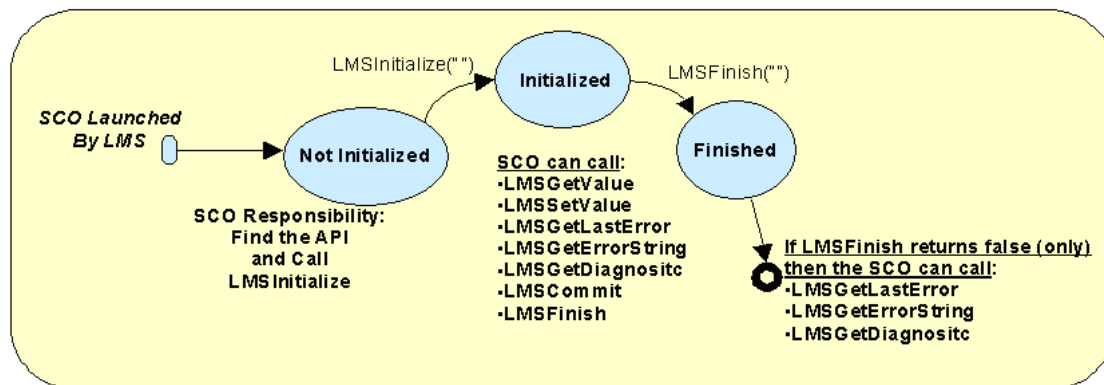 SCO Launched
By LMS
Not Initialized
SCO Responsibility:
Find the API
and Call
LMSInitialize
LMSInitialize("")
Initialized
SCO can call:
▪LMSGetValue
▪LMSSetValue
▪LMSGetLastError
▪LMSGetErrorString
▪LMSGetDiagnositc
▪LMSCommit
▪LMSFinish
LMSFinish("")
Finished
If LMSFinish returns false (only)
then the SCO can call:
▪LMSGetLastError
▪LMSGetErrorString
▪LMSGetDiagnositc